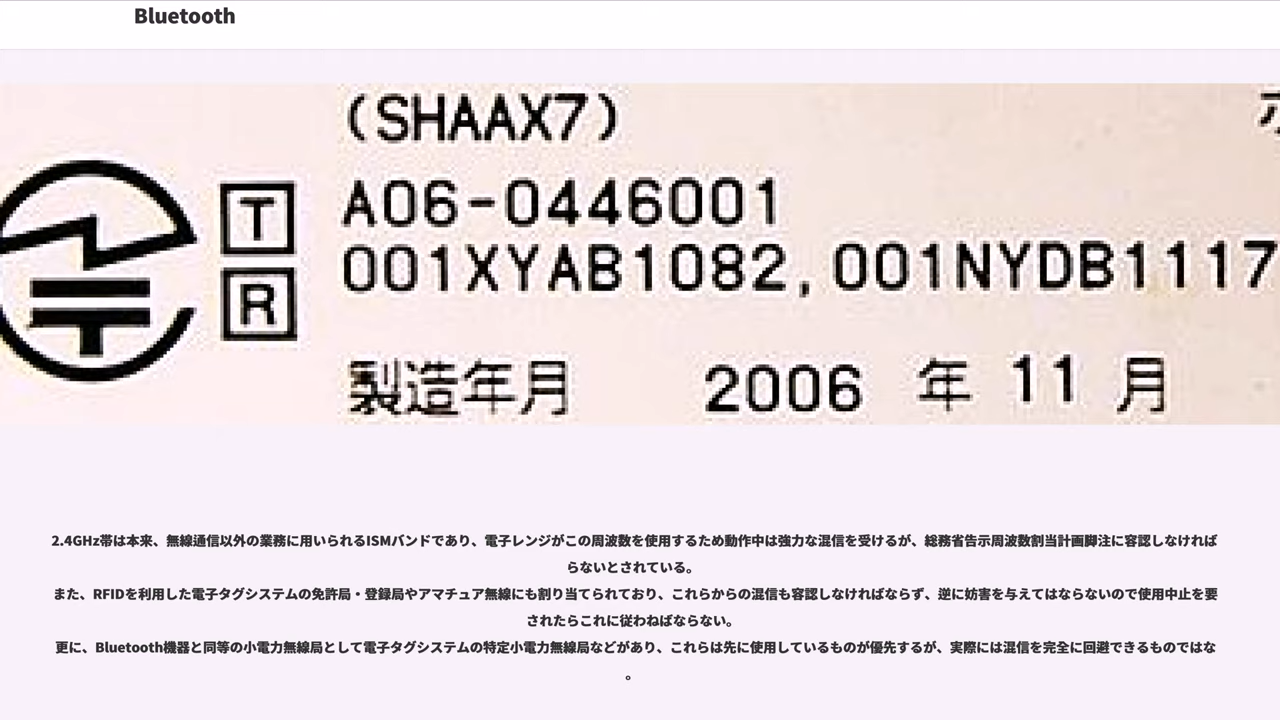 Bluetooth
(SHAAX7)
T
A06-0446001
R
001XYAB1082, 001NYDB1117
製造年月 2006 年 11 月
2.4GHz帯は本来、無線通信以外の業務に用いられるISMバンドであり、電子レンジがこの周波数を使用するため動作中は強力な混信を受けるが、総務省告示周波数割当計画脚注に容認しなければ
らないとされている。
また、RFIDを利用した電子タグシステムの免許局・登録局やアマチュア無線にも割り当てられており、これらからの混信も容認しなければならず、逆に妨害を与えてはならないので使用中止を要
されたらこれに従わねばならない。
更に、Bluetooth機器と同等の小電力無線局として電子タグシステムの特定小電力無線局などがあり、これらは先に使用しているものが優先するが、実際には混信を完全に回避できるものではな
。